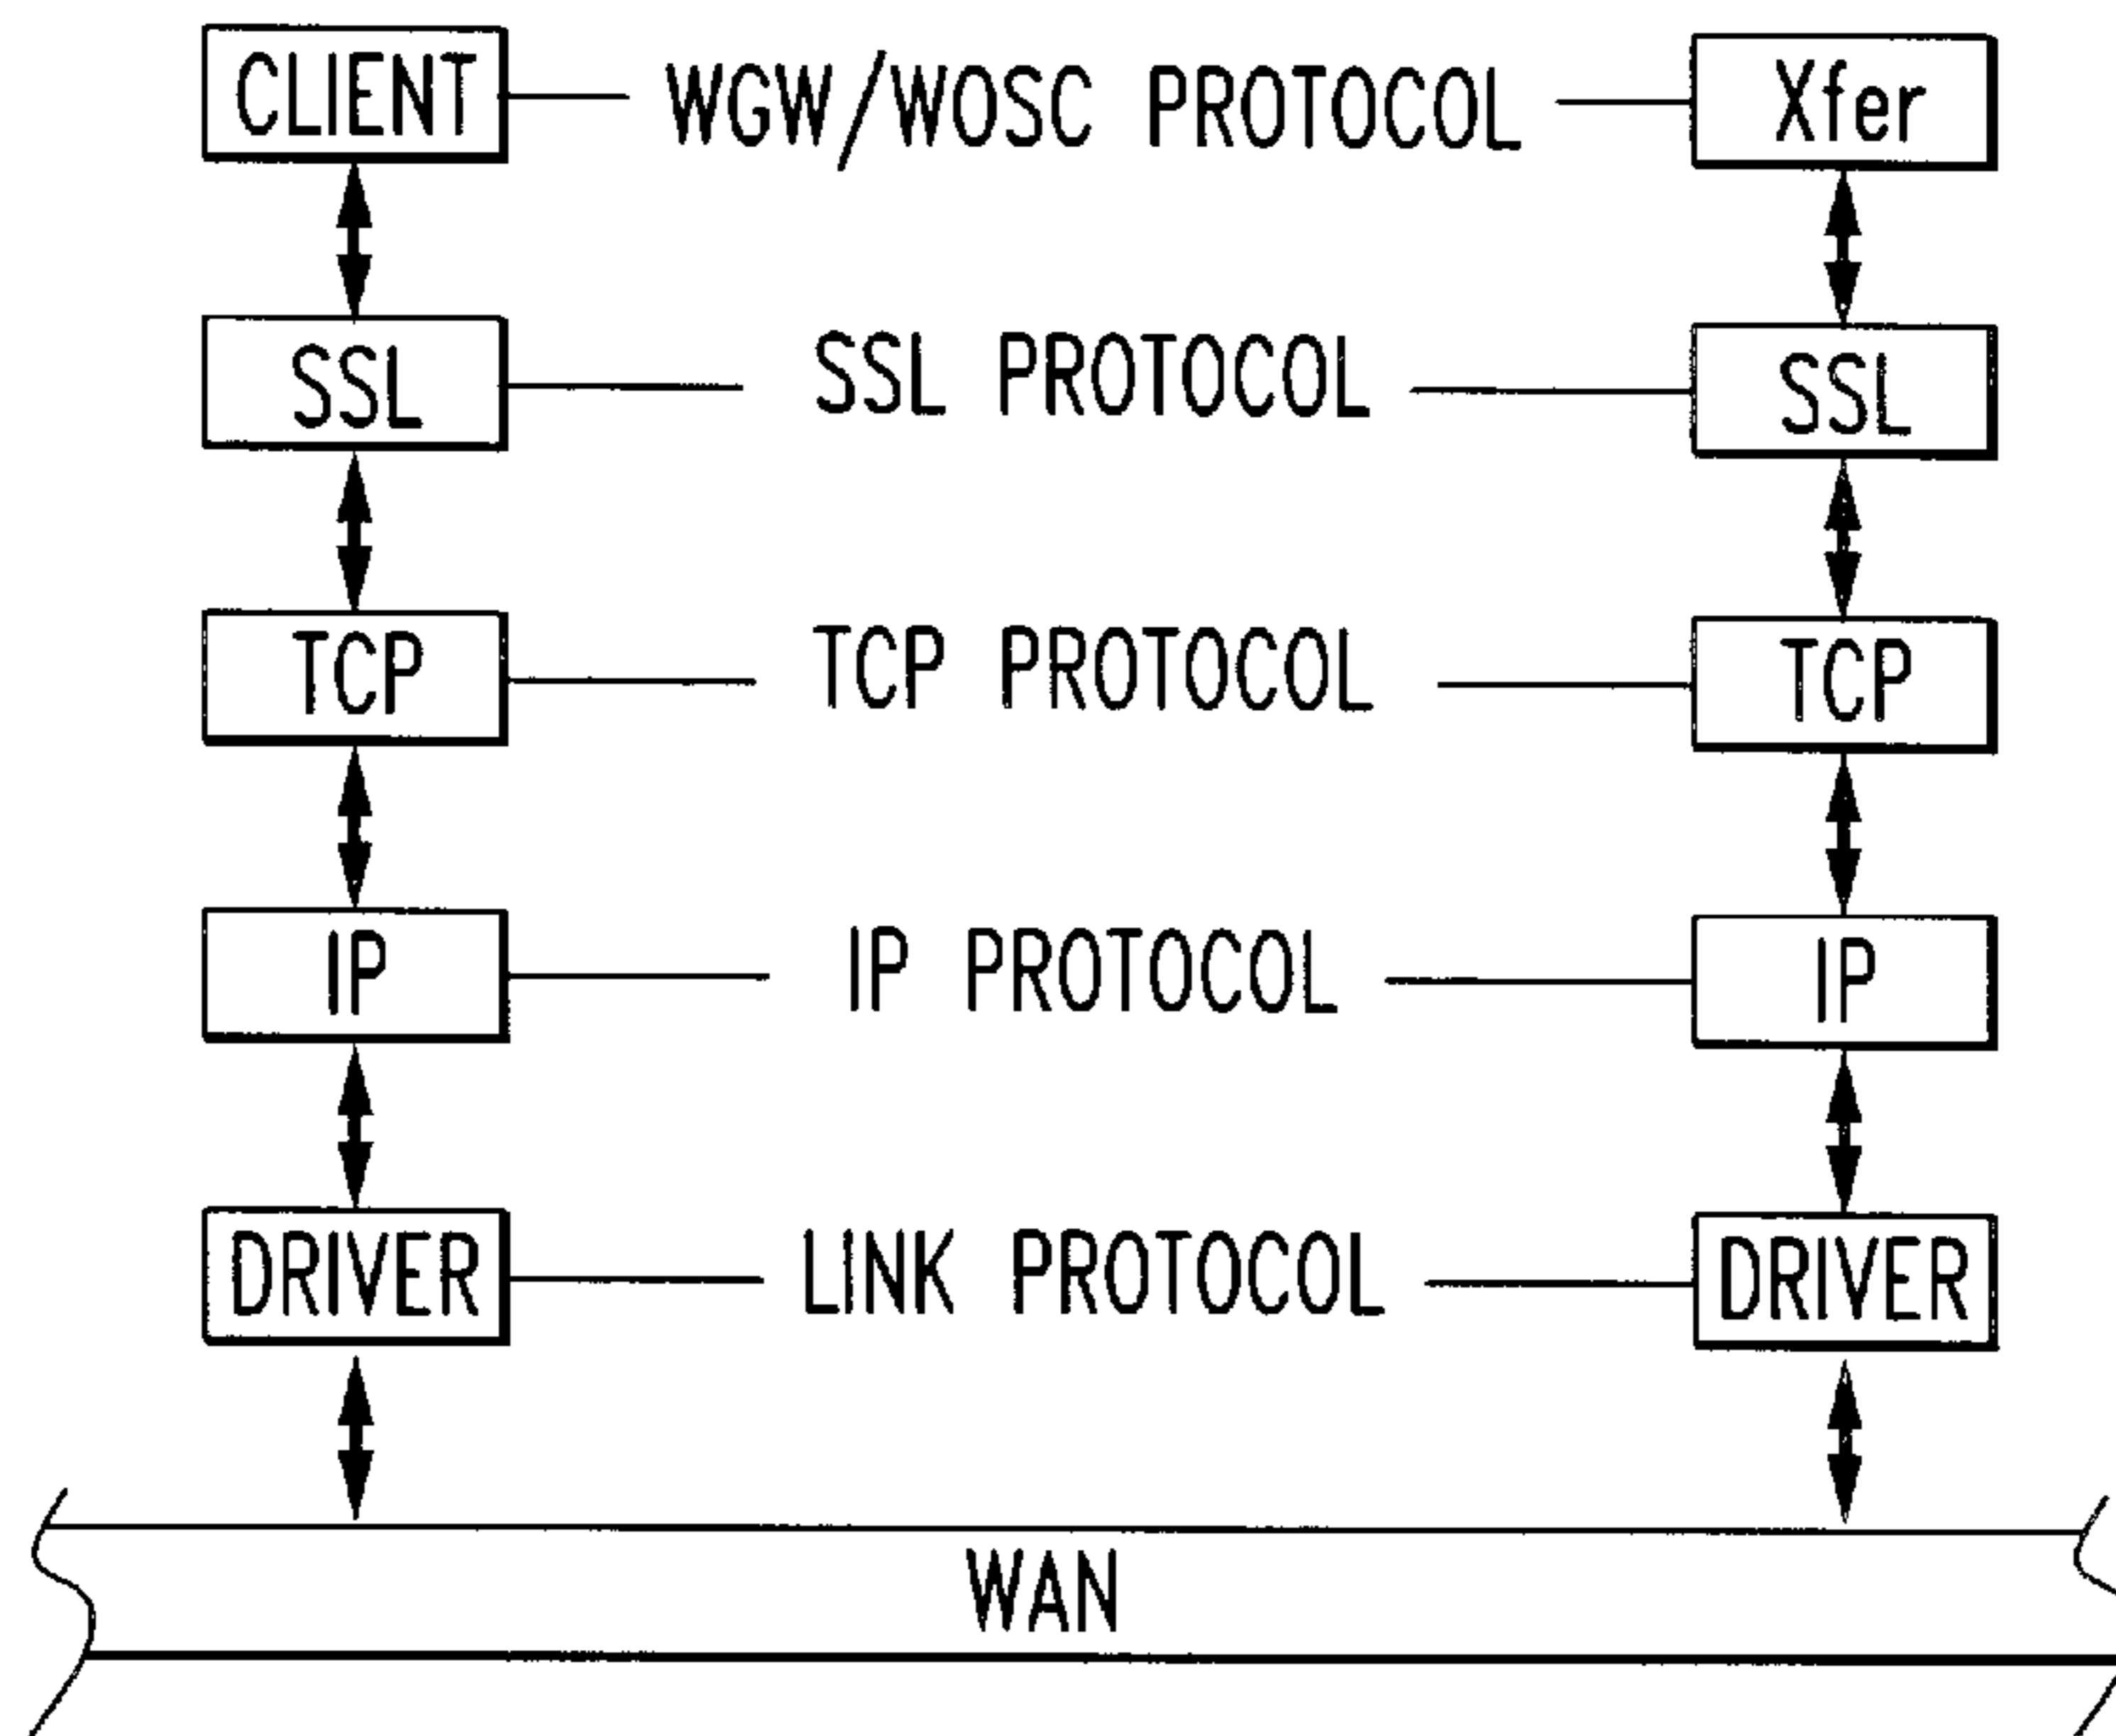 CLIENT WGW/WOSC PROTOCOL Xfer
SSL SSL PROTOCOL SSL
TCP TCP PROTOCOL TCP
IP IP PROTOCOL IP
DRIVER LINK PROTOCOL DRIVER
WAN